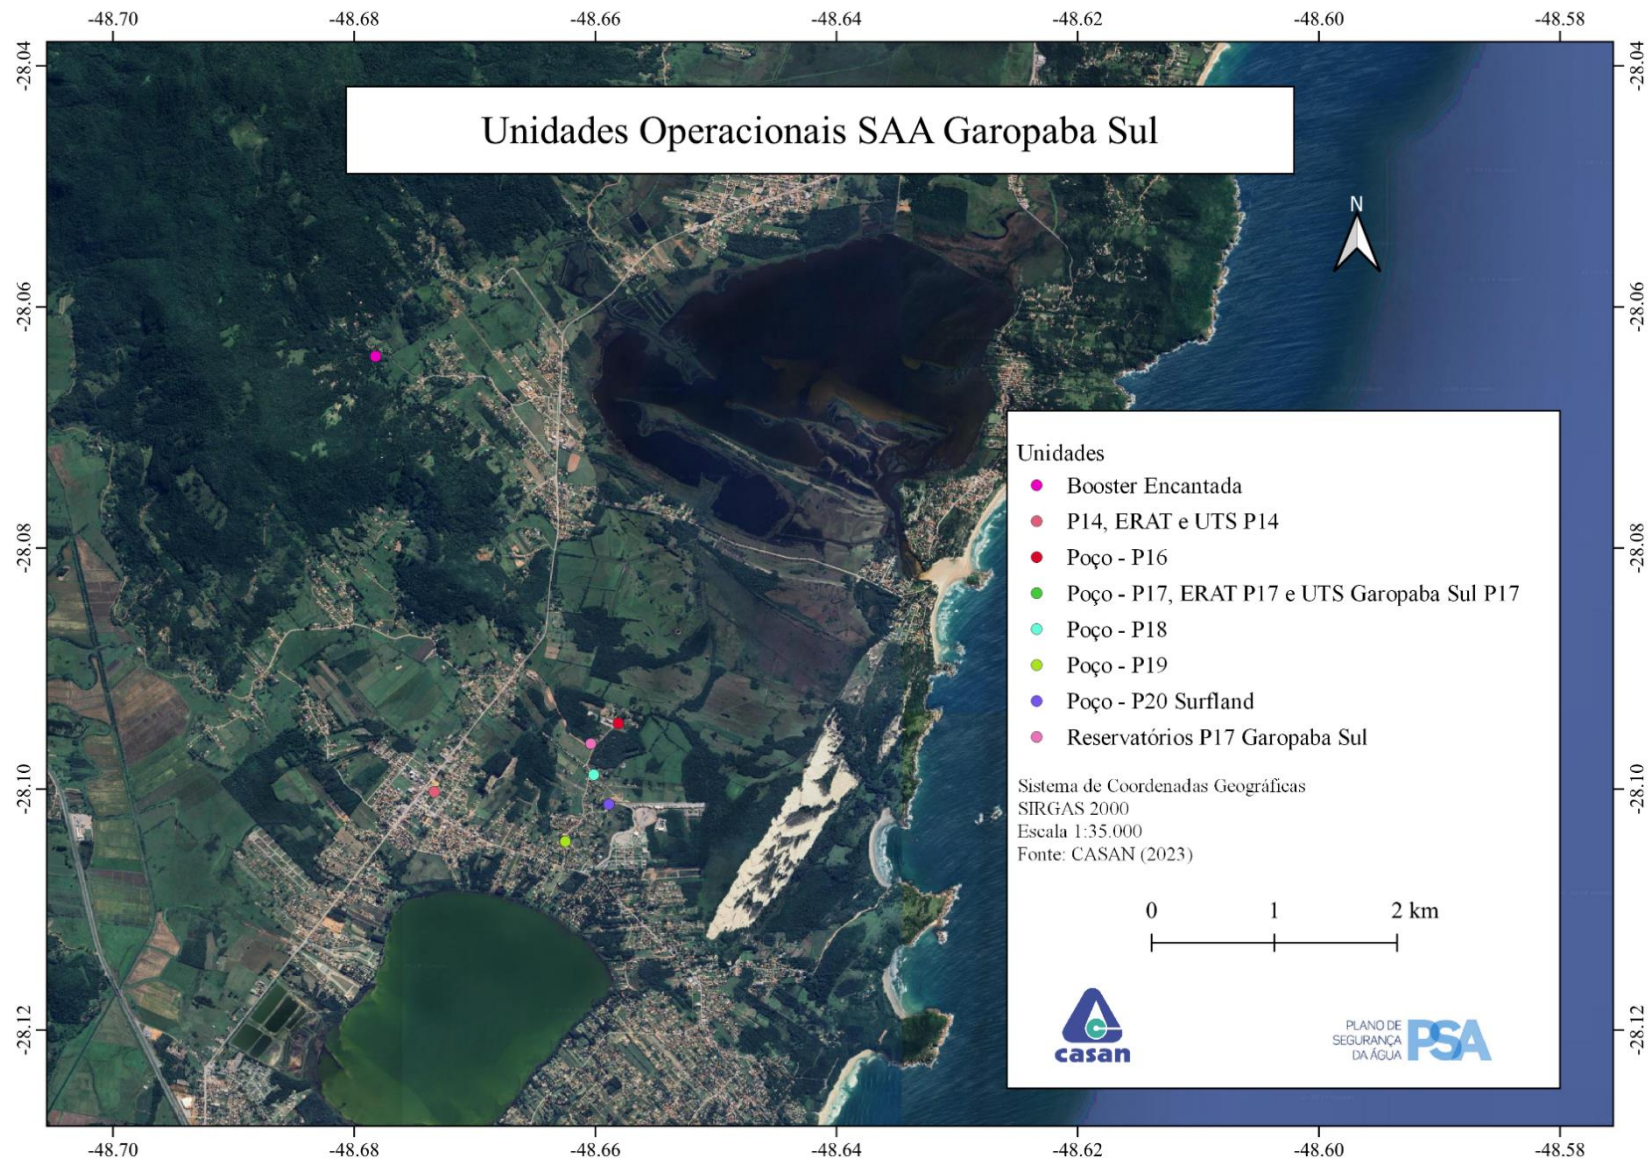 -48.70 -48.68 -48.66 -48.64 -48.62 -48.60 -48.58
-28.04 -28.04
Unidades Operacionais SAA Garopaba Sul
N
-28.06 -28.06
Unidades
Booster Encantada
P14, ERAT e UTS P14
Poço - P16
-28.08 -28.08
Poço - P17, ERAT P17 e UTS Garopaba Sul P17
Poço - P18
Poço - P19
Poço - P20 Surfland
Reservatórios P17 Garopaba Sul
-28.10 -28.10
Sistema de Coordenadas Geográficas
SIRGAS 2000
Escala 1:35.000
Fonte: CASAN (2023)
0 1 2 km
-28.12 -28.12
casan
PLANO DE
SEGURANÇA
DA ÁGUA
PSA
-48.70 -48.68 -48.66 -48.64 -48.62 -48.60 -48.58